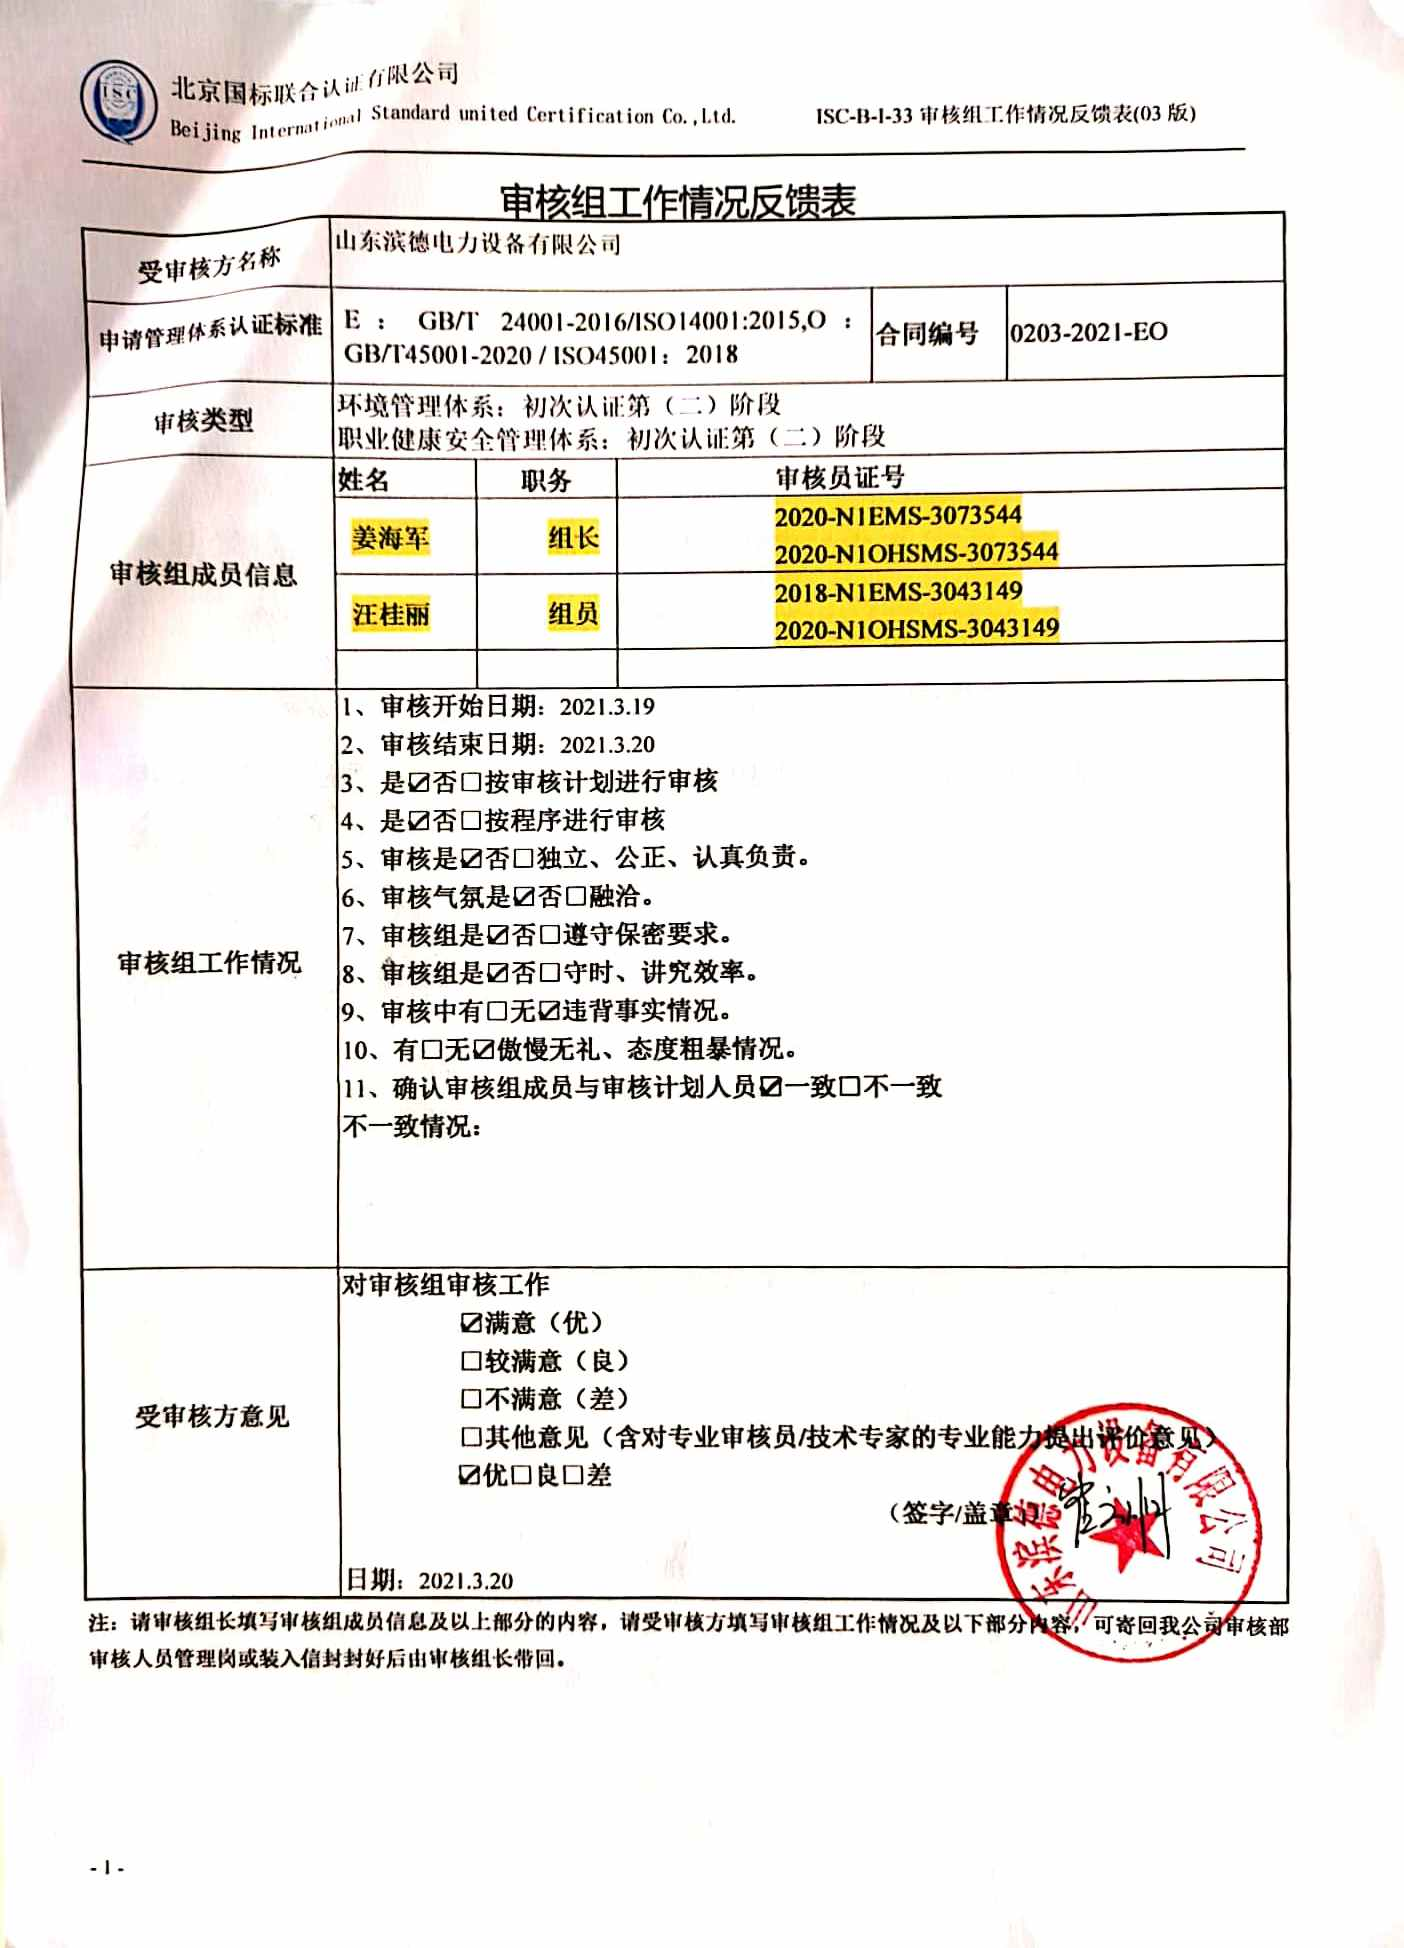 ISC
北京国标联合认证有限公司
Beijing International Standard united Certification Co.,Ltd.
ISC-B-I-33 审核组工作情况反馈表(03 版)
审核组工作情况反馈表
受审核方名称
山东滨德电力设备有限公司
申请管理体系认证标准
E : GB/T 24001-2016/ISO14001:2015,O :
GB/T45001-2020 / ISO45001：2018
合同编号
0203-2021-EO
审核类型
环境管理体系：初次认证第（二）阶段
职业健康安全管理体系：初次认证第（二）阶段
审核组成员信息
姓名 职务 审核员证号
姜海军 组长 2020-N1EMS-3073544
2020-N1OHSMS-3073544
汪桂丽 组员 2018-N1EMS-3043149
2020-N1OHSMS-3043149
审核组工作情况
1、审核开始日期：2021.3.19
2、审核结束日期：2021.3.20
3、是☑否□按审核计划进行审核
4、是☑否□按程序进行审核
5、审核是☑否□独立、公正、认真负责。
6、审核气氛是☑否□融洽。
7、审核组是☑否□遵守保密要求。
8、审核组是☑否□守时、讲究效率。
9、审核中有□无☑违背事实情况。
10、有□无☑傲慢无礼、态度粗暴情况。
11、确认审核组成员与审核计划人员☑一致□不一致
不一致情况：
受审核方意见
对审核组审核工作
☑满意（优）
□较满意（良）
□不满意（差）
□其他意见（含对专业审核员/技术专家的专业能力提出评价意见）
☑优□良□差
（签字/盖章）
山东滨德电力设备有限公司
日期：2021.3.20
注：请审核组长填写审核组成员信息及以上部分的内容，请受审核方填写审核组工作情况及以下部分内容，可寄回我公司审核部
审核人员管理岗或装入信封封好后由审核组长带回。
- 1 -